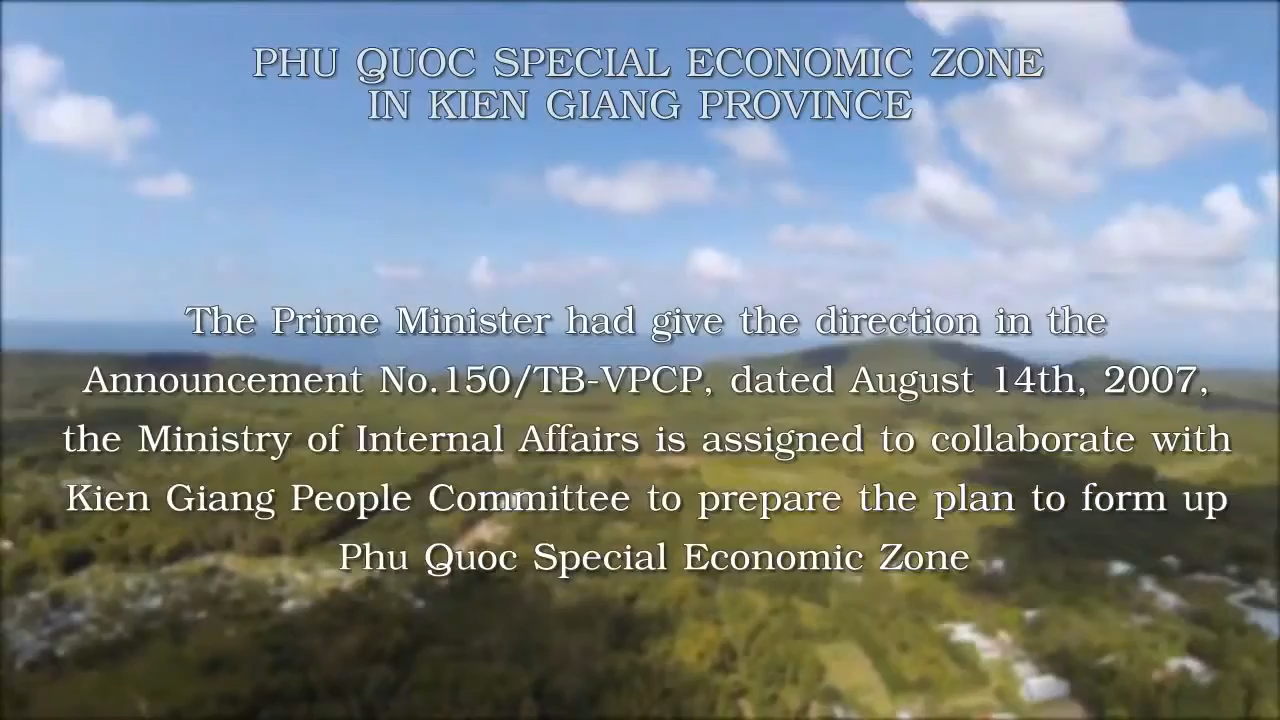 PHU QUOC SPECIAL ECONOMIC ZONE
IN KIEN GIANG PROVINCE
The Prime Minister had give the direction in the
Announcement No.150/TB-VPCP, dated August 14th, 2007,
the Ministry of Internal Affairs is assigned to collaborate with
Kien Giang People Committee to prepare the plan to form up
Phu Quoc Special Economic Zone